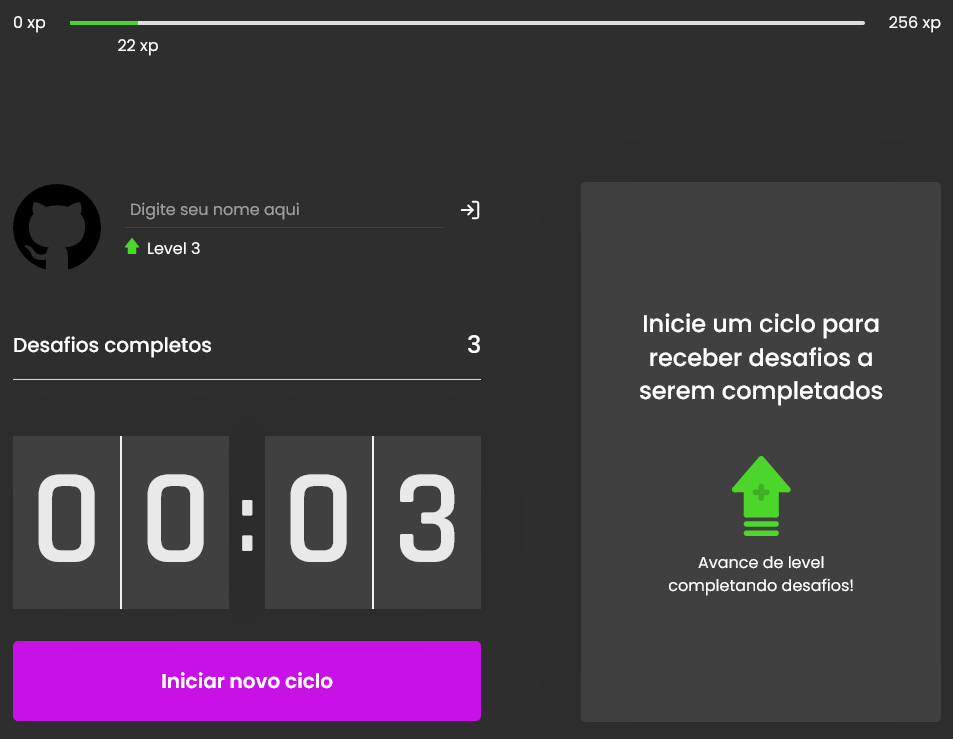 0 xp
256 xp
22 xp
Digite seu nome aqui
Level 3
Desafios completos
3
00:03
Iniciar novo ciclo
Inicie um ciclo para
receber desafios a
serem completados
Avance de level
completando desafios!